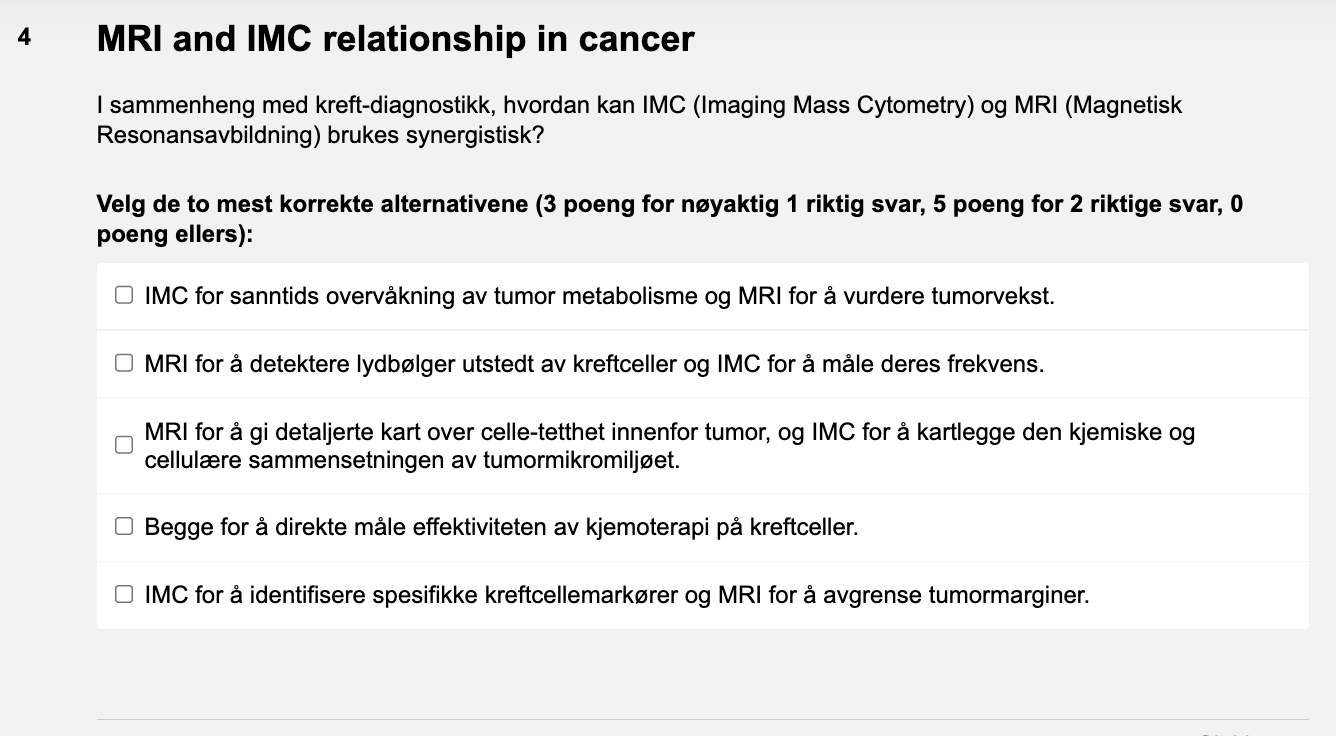 4
MRI and IMC relationship in cancer
I sammenheng med kreft-diagnostikk, hvordan kan IMC (Imaging Mass Cytometry) og MRI (Magnetisk
Resonansavbildning) brukes synergistisk?
Velg de to mest korrekte alternativene (3 poeng for nøyaktig 1 riktig svar, 5 poeng for 2 riktige svar, 0
poeng ellers):
IMC for sanntids overvåkning av tumor metabolisme og MRI for å vurdere tumorvekst.
MRI for å detektere lydbølger utstedt av kreftceller og IMC for å måle deres frekvens.
MRI for å gi detaljerte kart over celle-tetthet innenfor tumor, og IMC for å kartlegge den kjemiske og
cellulære sammensetningen av tumormikromiljøet.
Begge for å direkte måle effektiviteten av kjemoterapi på kreftceller.
IMC for å identifisere spesifikke kreftcellemarkører og MRI for å avgrense tumormarginer.